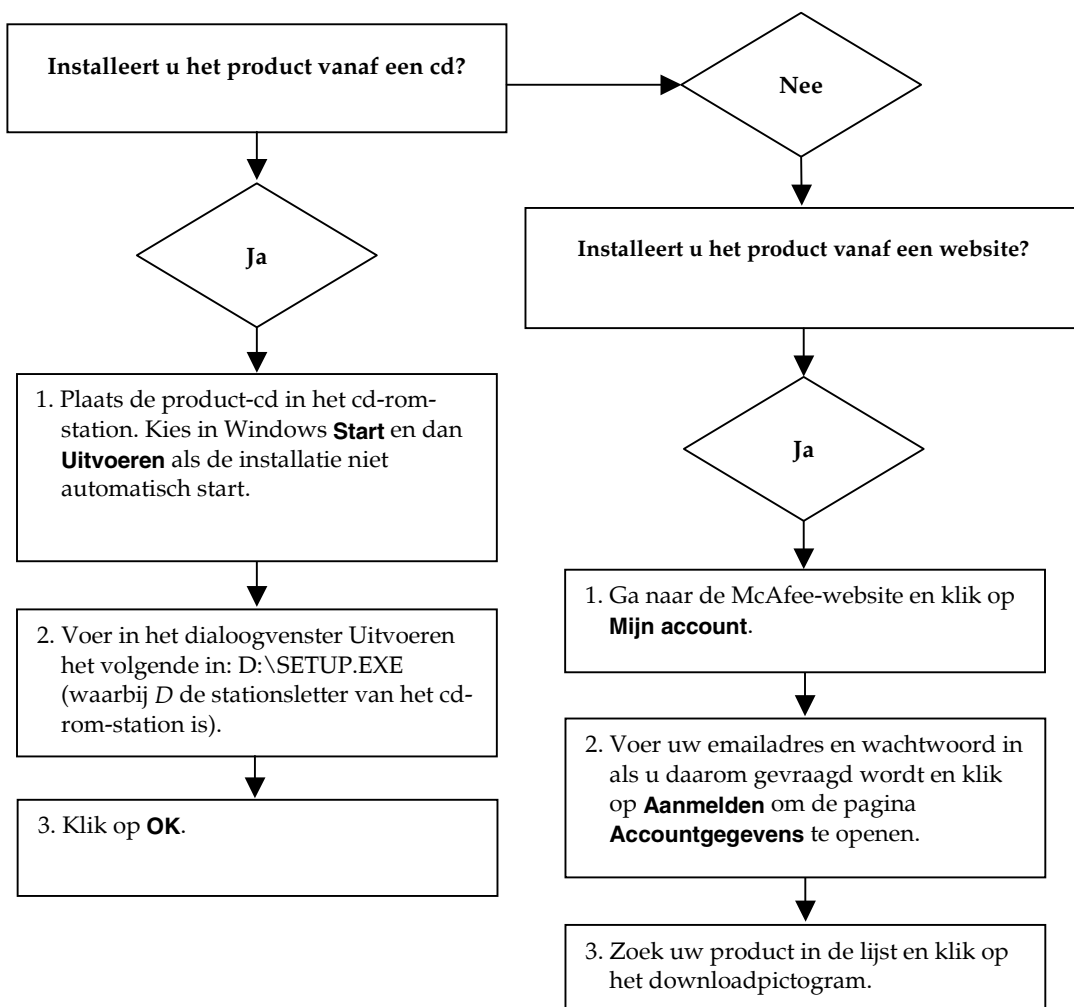 Installeert u het product vanaf een cd?
Nee
Ja
Installeert u het product vanaf een website?
1. Plaats de product-cd in het cd-rom-
station. Kies in Windows Start en dan
Uitvoeren als de installatie niet
automatisch start.
Ja
2. Voer in het dialoogvenster Uitvoeren
het volgende in: D:\SETUP.EXE
(waarbij D de stationsletter van het cd-
rom-station is).
3. Klik op OK.
1. Ga naar de McAfee-website en klik op
Mijn account.
2. Voer uw emailadres en wachtwoord in
als u daarom gevraagd wordt en klik
op Aanmelden om de pagina
Accountgegevens te openen.
3. Zoek uw product in de lijst en klik op
het downloadpictogram.